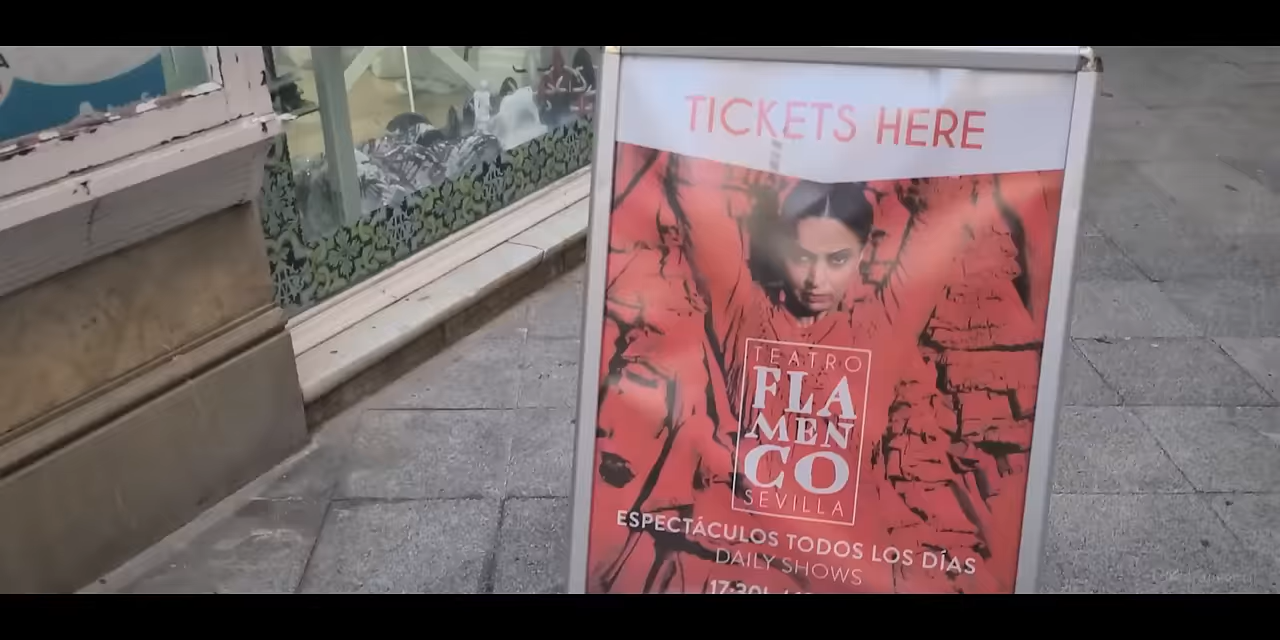 TICKETS HERE
TEATRO
FLA
MEN
CO
SEVILLA
ESPECTÁCULOS TODOS LOS DÍAS
DAILY SHOWS